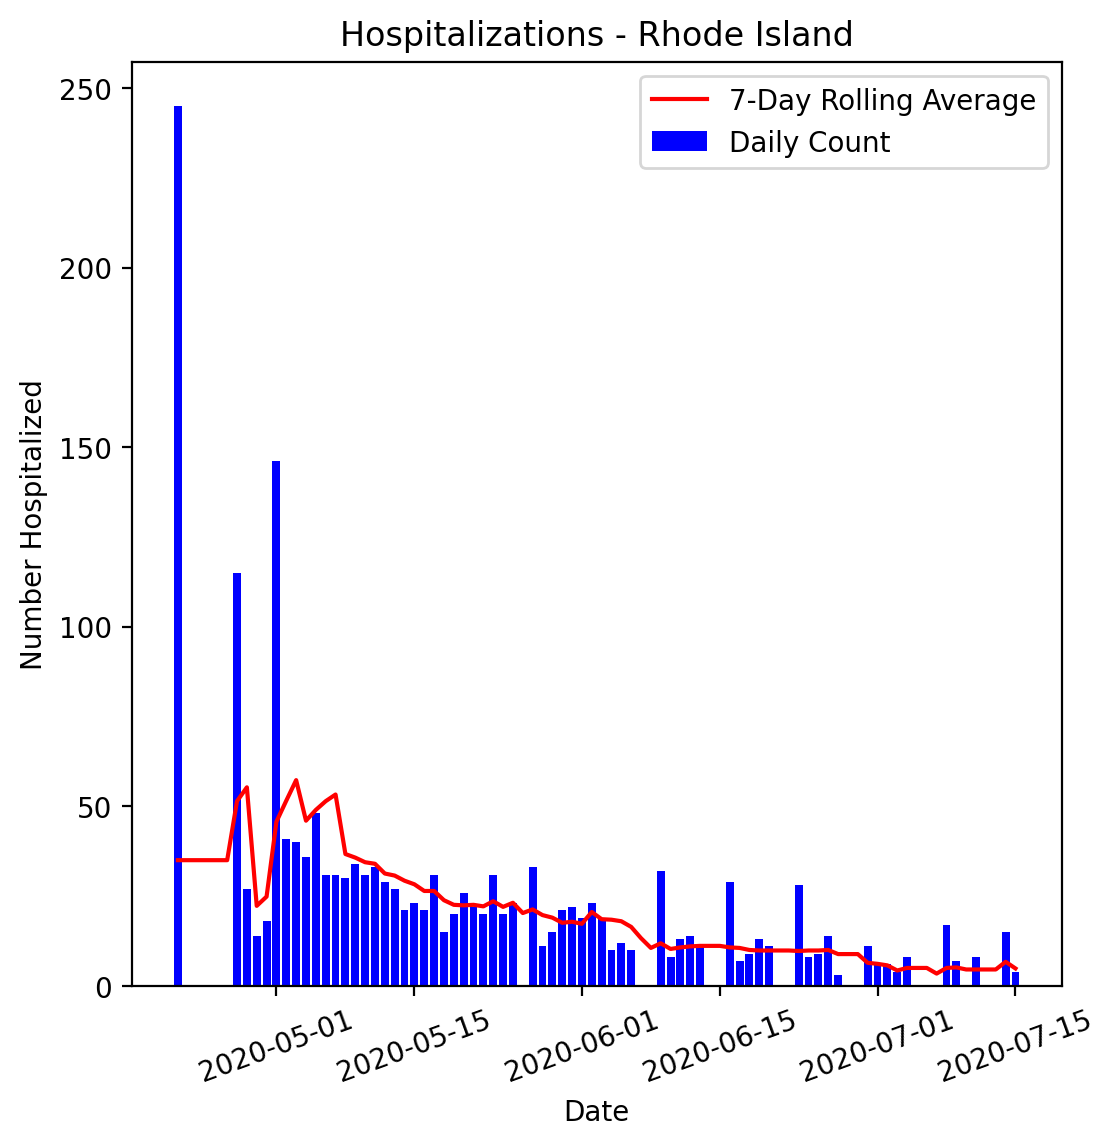 Hospitalizations - Rhode Island
7-Day Rolling Average
Daily Count
Number Hospitalized
250
200
150
100
50
0
2020-05-01
2020-05-15
2020-06-01
2020-06-15
2020-07-01
2020-07-15
Date